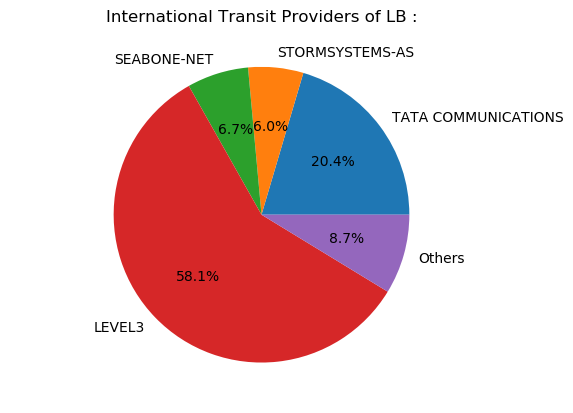 International Transit Providers of LB :
SEABONE-NET
STORMSYSTEMS-AS
TATA COMMUNICATIONS
6.7%
6.0%
20.4%
8.7%
Others
58.1%
LEVEL3